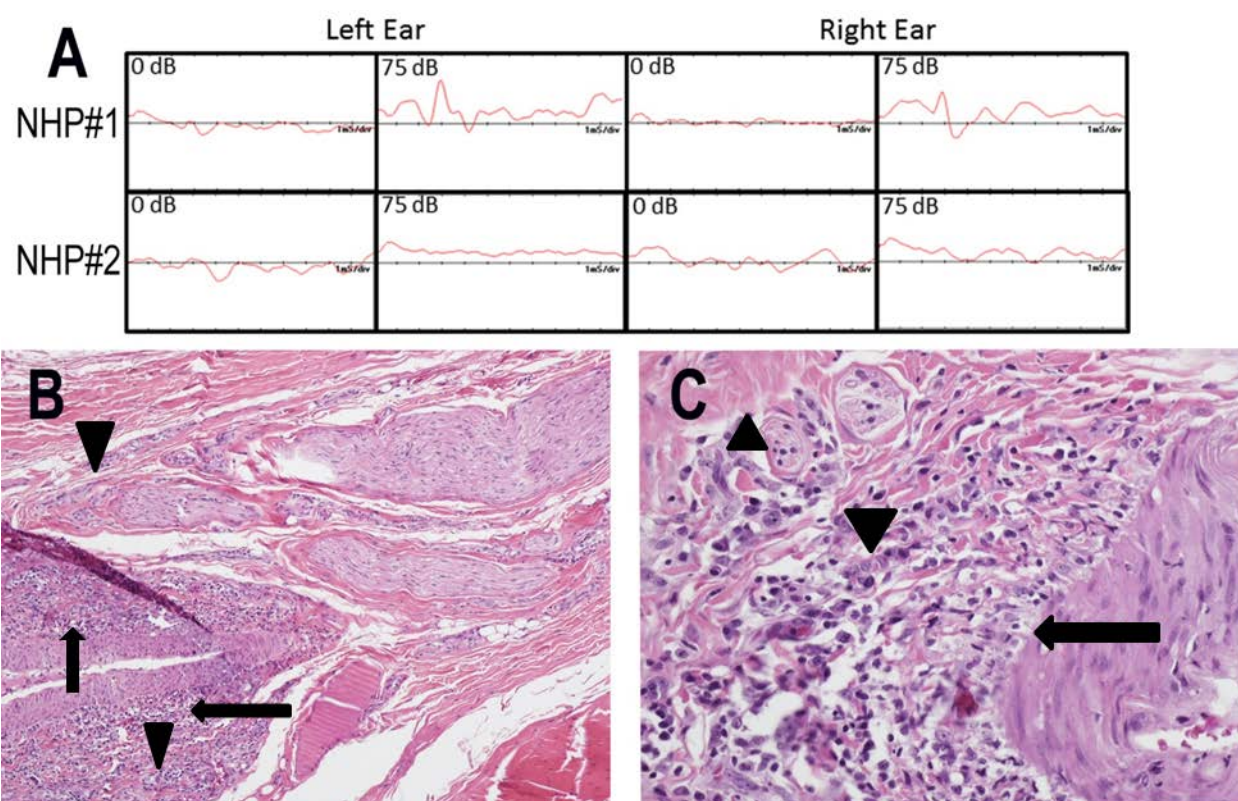 A
Left Ear
Right Ear
NHP#1
0 dB
75 dB
0 dB
75 dB
1mS/div
1mS/div
1mS/div
1mS/div
NHP#2
0 dB
75 dB
0 dB
75 dB
1mS/div
1mS/div
1mS/div
1mS/div
B
C